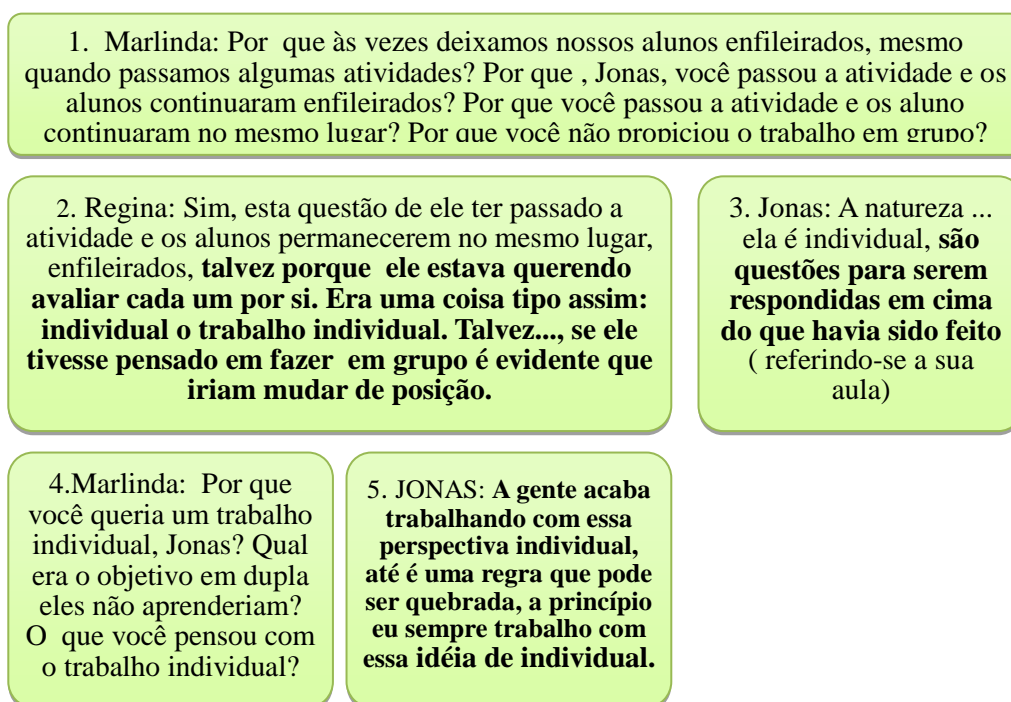 1. Marlinda: Por que às vezes deixamos nossos alunos enfileirados, mesmo
quando passamos algumas atividades? Por que , Jonas, você passou a atividade e os
alunos continuaram enfileirados? Por que você passou a atividade e os aluno
continuaram no mesmo lugar? Por que você não propiciou o trabalho em grupo?
2. Regina: Sim, esta questão de ele ter passado a
atividade e os alunos permanecerem no mesmo lugar,
enfileirados, talvez porque ele estava querendo
avaliar cada um por si. Era uma coisa tipo assim:
individual o trabalho individual. Talvez..., se ele
tivesse pensado em fazer em grupo é evidente que
iriam mudar de posição.
3. Jonas: A natureza ...
ela é individual, são
questões para serem
respondidas em cima
do que havia sido feito
( referindo-se a sua
aula)
4.Marlinda: Por que
você queria um trabalho
individual, Jonas? Qual
era o objetivo em dupla
eles não aprenderiam?
O que você pensou com
o trabalho individual?
5. JONAS: A gente acaba
trabalhando com essa
perspectiva individual,
até é uma regra que pode
ser quebrada, a princípio
eu sempre trabalho com
essa idéia de individual.